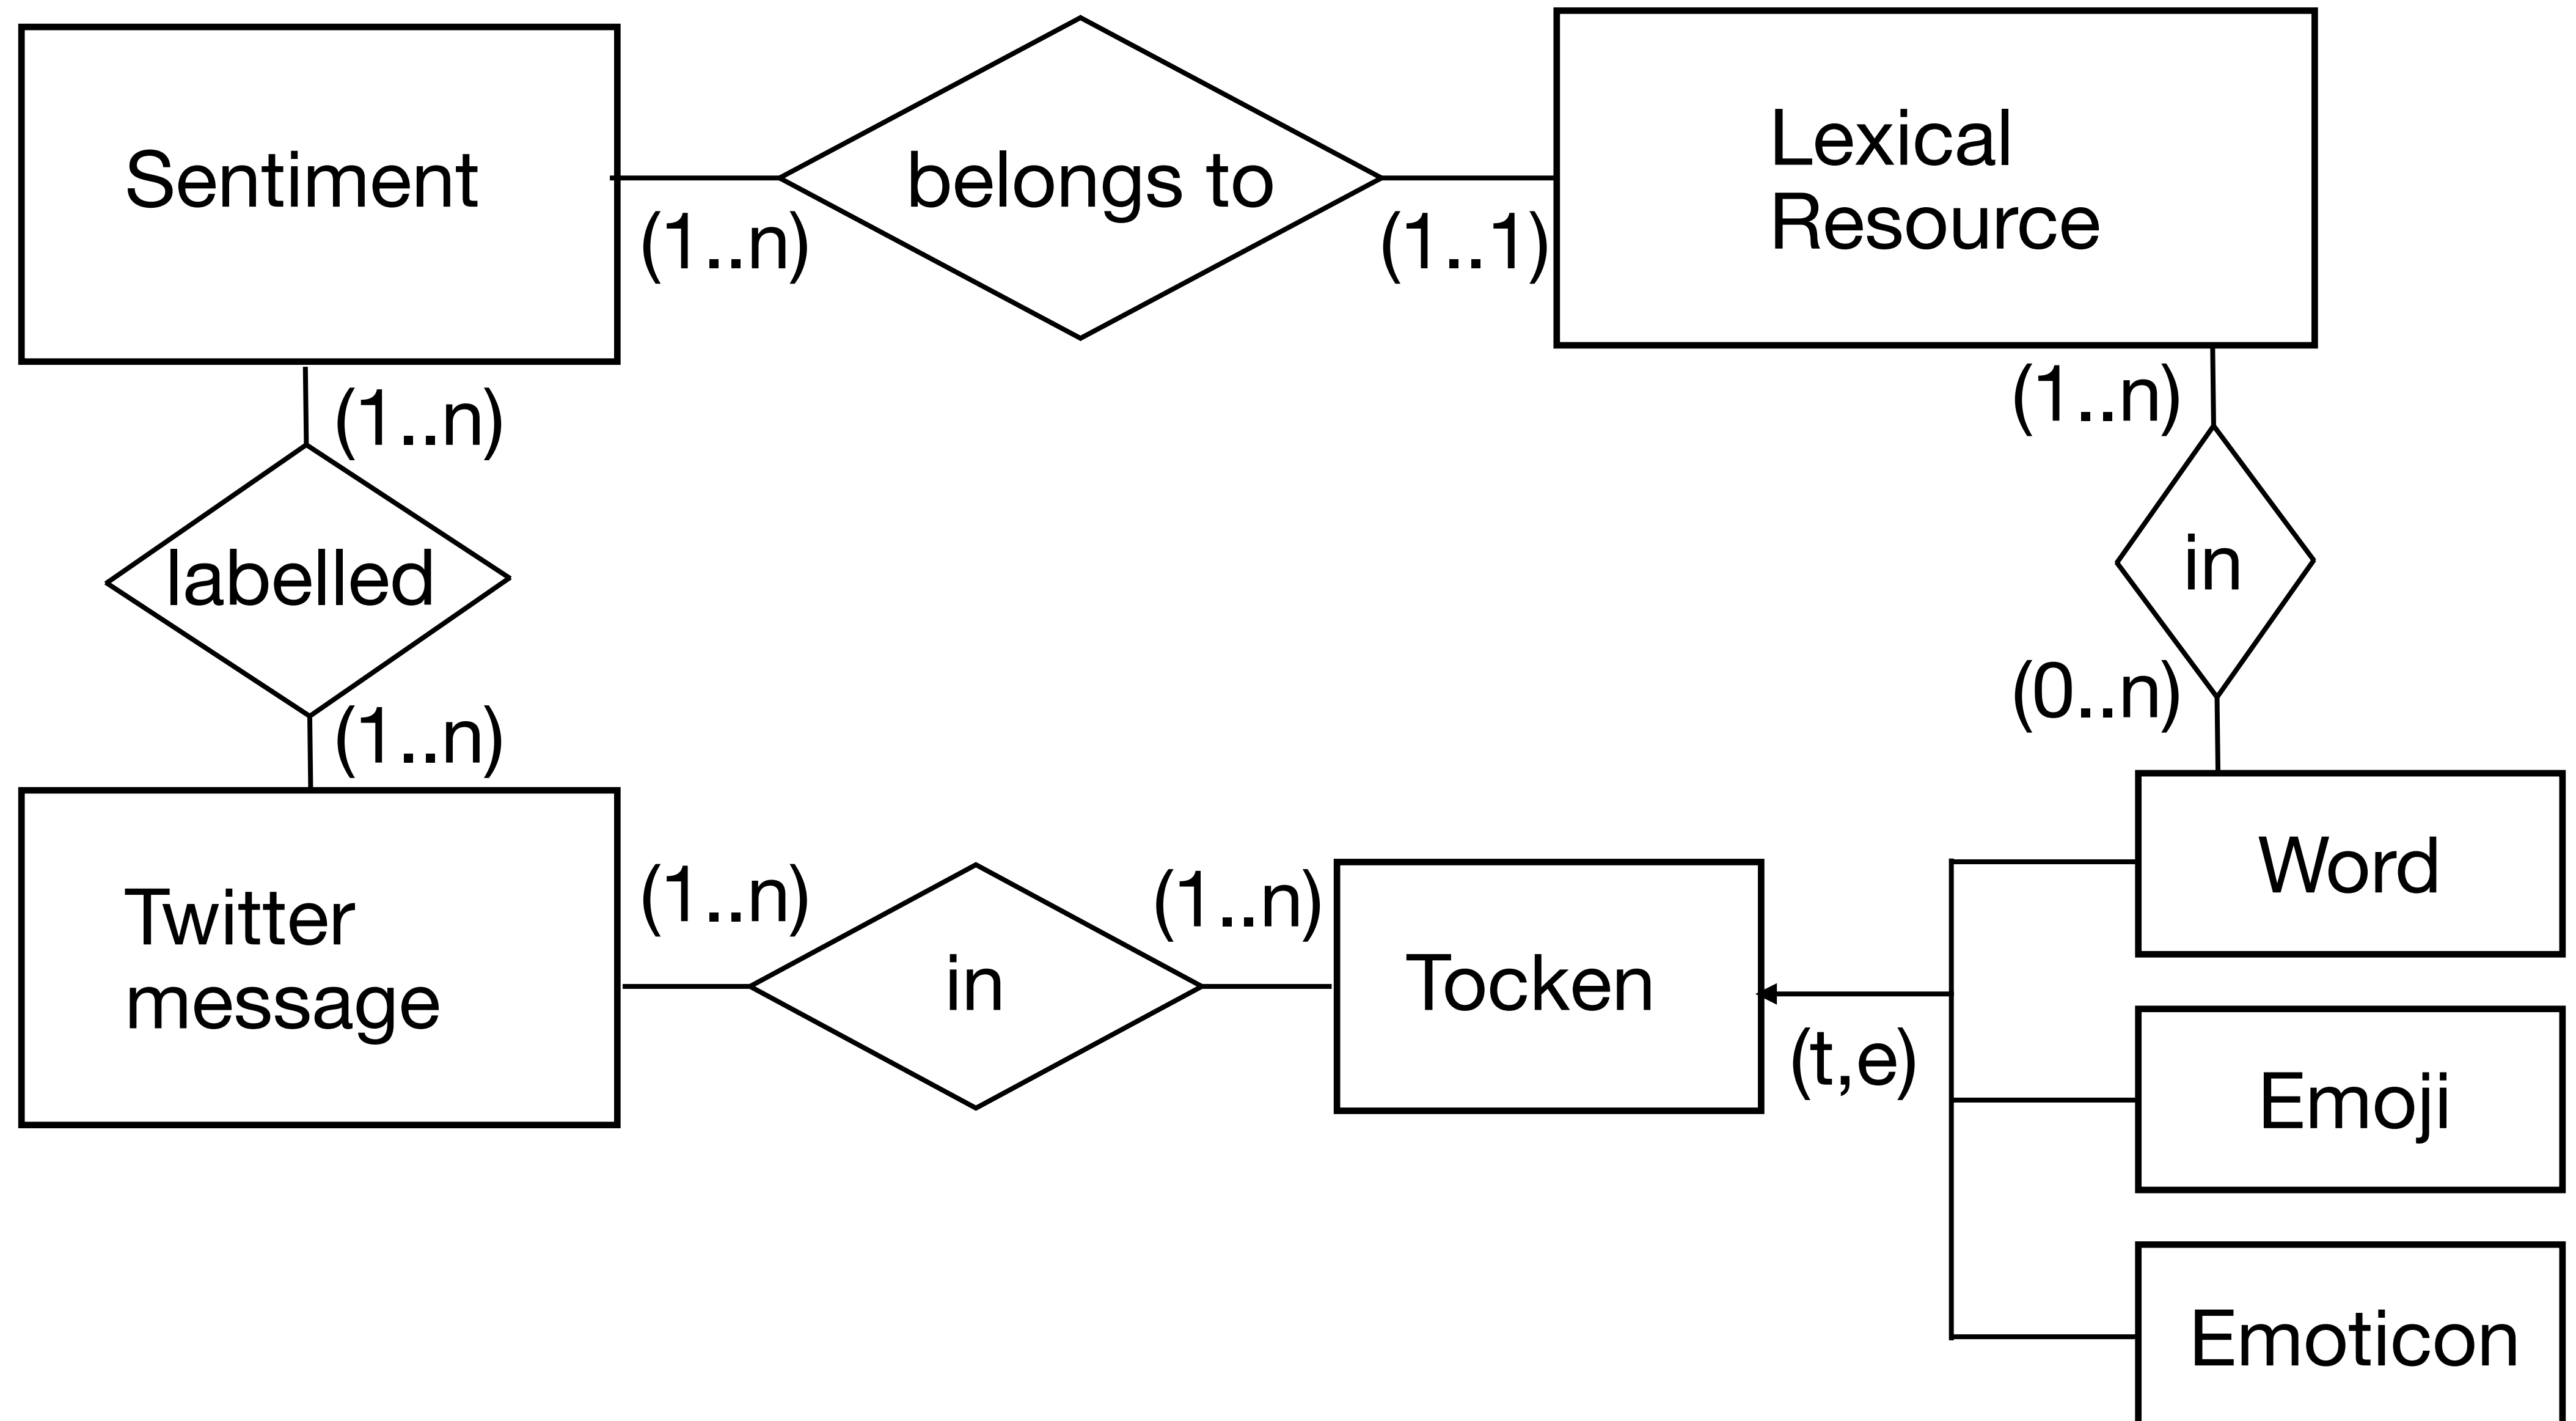 Sentiment
belongs to
Lexical
Resource
(1..n)
(1..1)
(1..n)
(1..n)
labelled
in
(1..n)
(0..n)
Twitter
message
(1..n)
in
(1..n)
Tocken
(t,e)
Word
Emoji
Emoticon